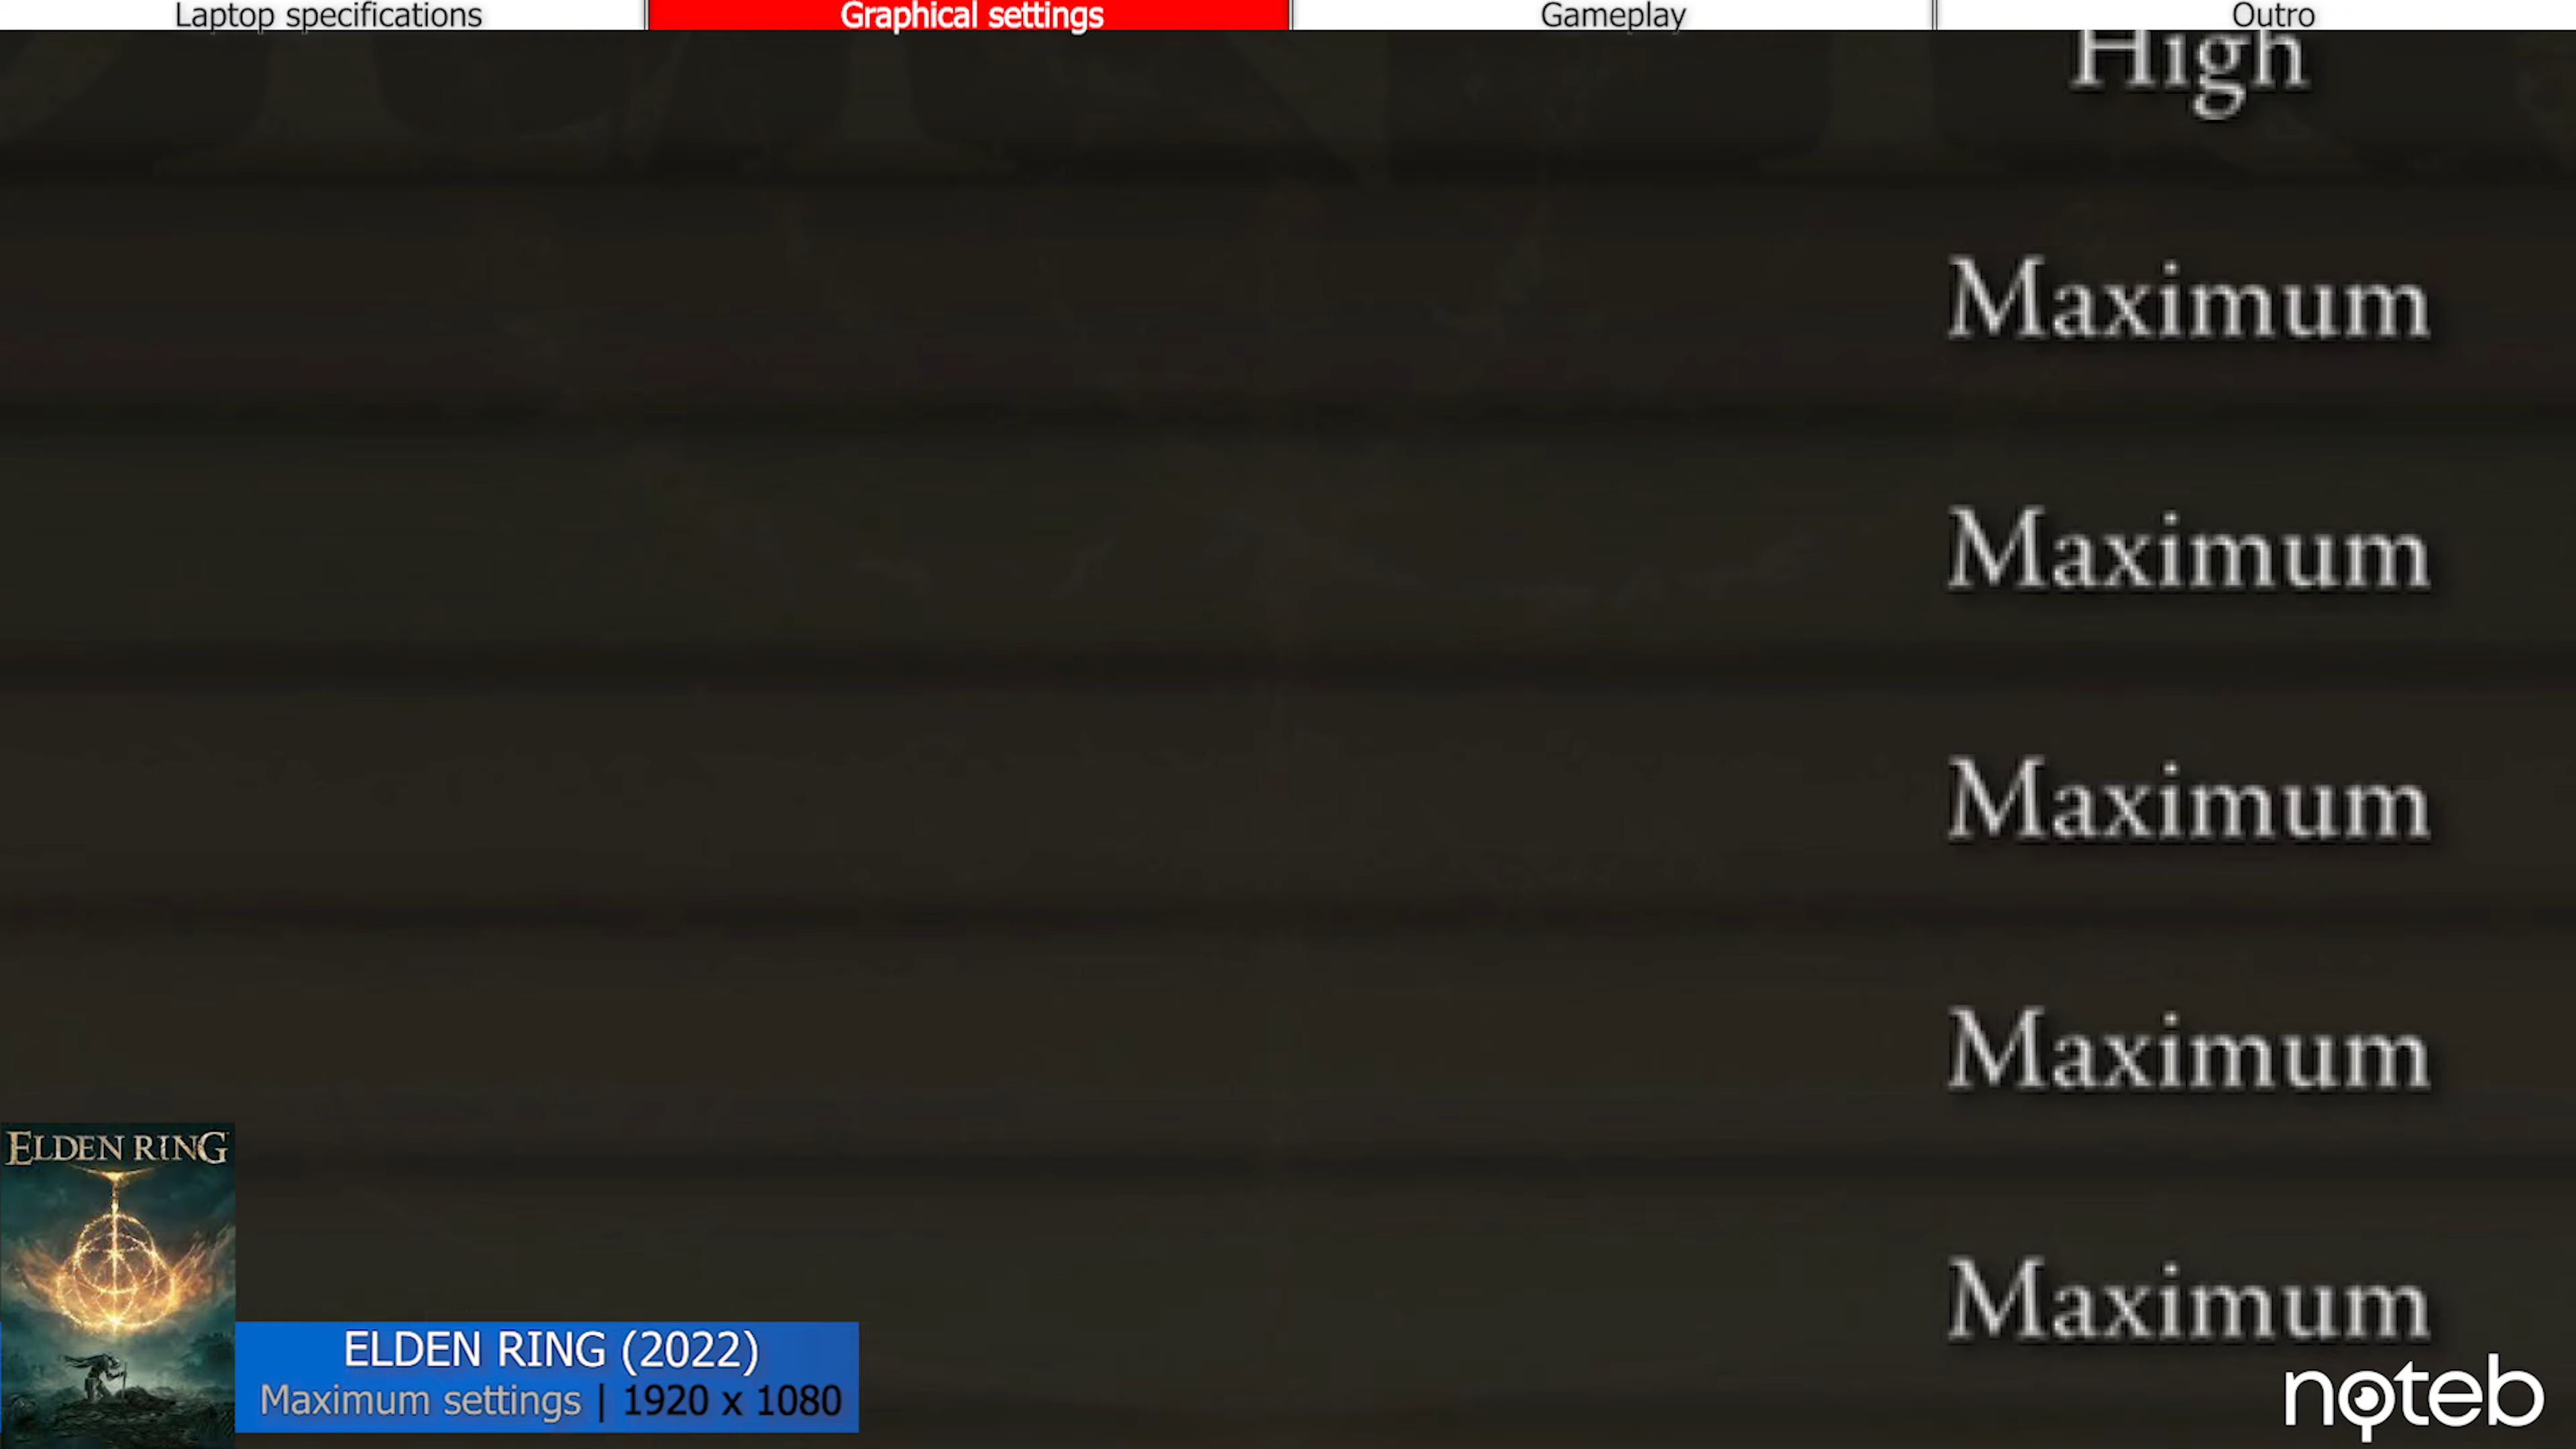 Laptop specifications
Graphical settings
Gameplay
Outro
High
Maximum
Maximum
Maximum
Maximum
Maximum
ELDEN RING
ELDEN RING (2022)
Maximum settings | 1920 x 1080
noteb